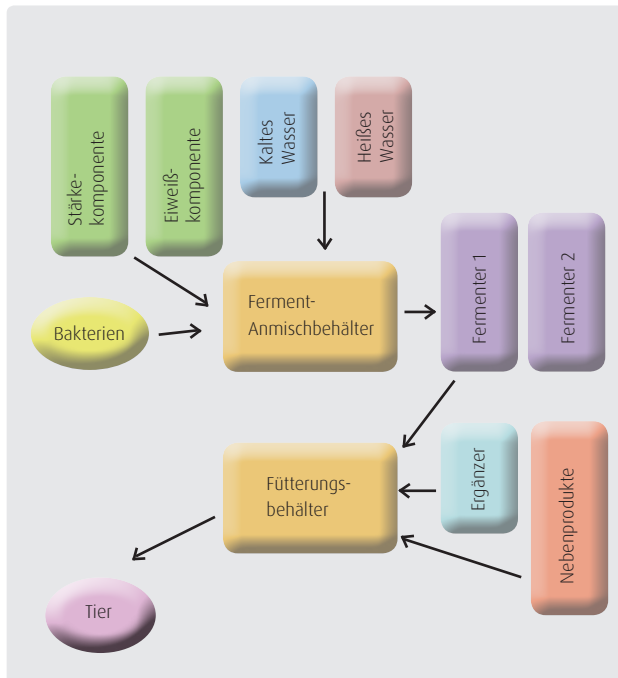 Stärke-
komponente
Eiweiß-
komponente
Kaltes
Wasser
Heißes
Wasser
Bakterien
Ferment-
Anmischbehälter
Fermenter 1
Fermenter 2
Fütterungs-
behälter
Ergänzer
Nebenprodukte
Tier